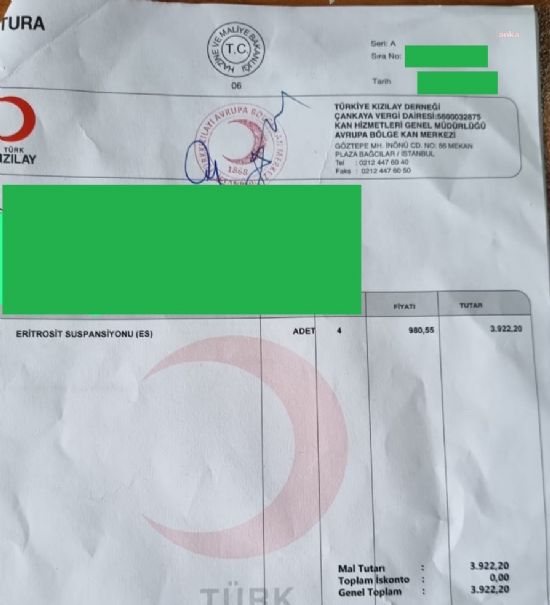 TURA
HAZİNE VE MALİYE BAKANLIĞI
T.C.
06
Seri: A
Sıra No:
Tarih
anka
TÜRK
IZILAY
1868
TÜRKİYE KIZILAY DERNEĞİ
ÇANKAYA VERGİ DAİRESİ:5600032875
KAN HİZMETLERİ GENEL MÜDÜRLÜĞÜ
AVRUPA BÖLGE KAN MERKEZİ
GÖZTEPE MH. İNÖNÜ CD. NO: 56 MEKAN
PLAZA BAĞCILAR / İSTANBUL
Tel : 0212 447 60 40
Faks : 0212 447 60 50
FİYATI TUTAR
ERİTROSİT SUSPANSİYONU (ES) ADET 4 980,55 3.922,20
Mal Tutarı : 3.922,20
Toplam İskonto : 0,00
Genel Toplam : 3.922,20
TÜRK